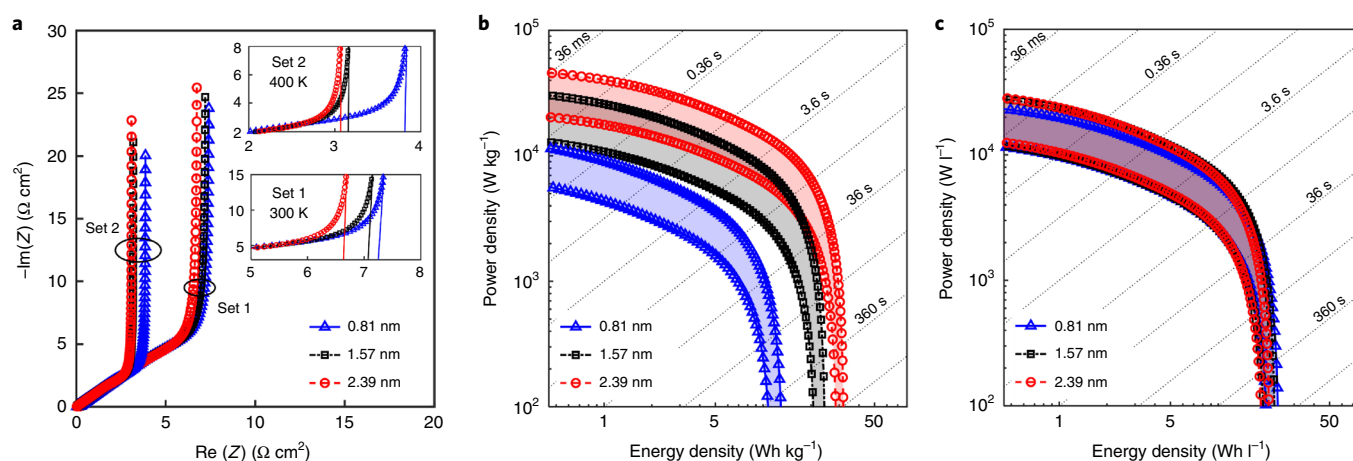 a
30
25
20
15
10
5
0
0
5
10
15
20
−Im(Z) (Ω cm²)
Re (Z) (Ω cm²)
Set 2
Set 1
8
6
4
2
2
3
4
Set 2
400 K
15
10
5
5
6
7
8
Set 1
300 K
0.81 nm
1.57 nm
2.39 nm
b
10⁵
10⁴
10³
10²
1
5
50
Power density (W kg⁻¹)
Energy density (Wh kg⁻¹)
36 ms
0.36 s
3.6 s
36 s
360 s
0.81 nm
1.57 nm
2.39 nm
c
10⁵
10⁴
10³
10²
1
5
50
Power density (W l⁻¹)
Energy density (Wh l⁻¹)
36 ms
0.36 s
3.6 s
36 s
360 s
0.81 nm
1.57 nm
2.39 nm